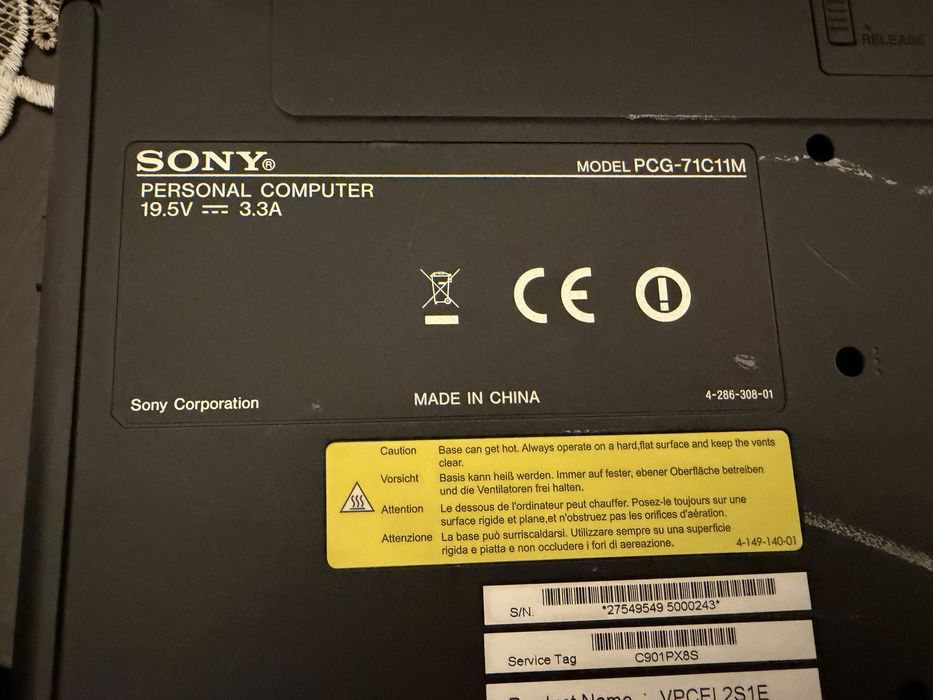 RELEASE
SONY®
MODEL PCG-71C11M
PERSONAL COMPUTER
19.5V ⎓ 3.3A
CE
Sony Corporation
MADE IN CHINA
4-286-308-01
Caution Base can get hot. Always operate on a hard,flat surface and keep the vents
clear.
Vorsicht Basis kann heiß werden. Immer auf fester, ebener Oberfläche betreiben
und die Ventilatoren frei halten.
Attention Le dessous de l'ordinateur peut chauffer. Posez-le toujours sur une
surface rigide et plane,et n'obstruez pas les orifices d'aération.
Attenzione La base può surriscaldarsi. Utilizzare sempre su una superficie
rigida e piatta e non occludere i fori di aereazione.
4-149-140-01
S/N. *27549549 5000243*
Service Tag C901PX8S
Product Name : VPCEL2S1E